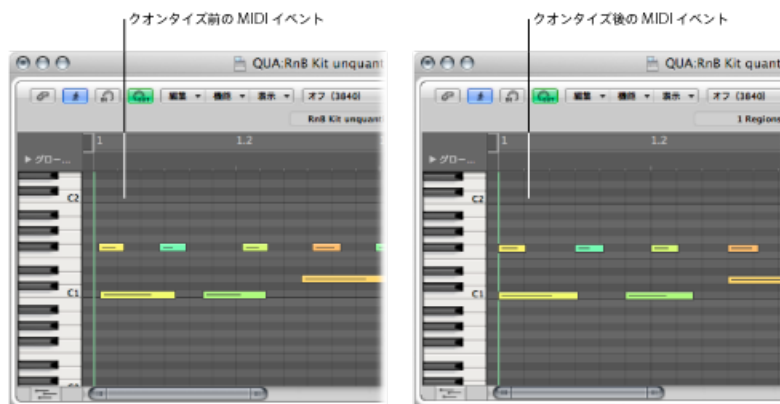 クオンタイズ前の MIDI イベント
クオンタイズ後の MIDI イベント
QUA:RnB Kit unquant
編集 機能 表示 オフ (3840)
RnB Kit unquant
1 1.2
▶ グロー...
C2
C1
QUA:RnB Kit quant
編集 機能 表示 オフ (3840)
1 Regions
1 1.2
▶ グロー...
C2
C1